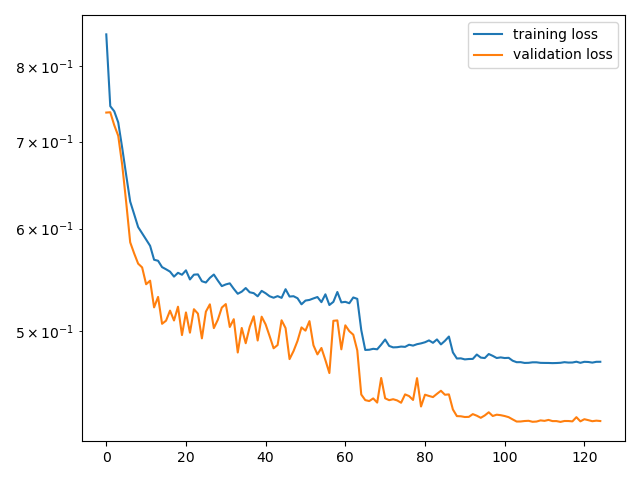 training loss
validation loss
8 × 10⁻¹
7 × 10⁻¹
6 × 10⁻¹
5 × 10⁻¹
0 20 40 60 80 100 120